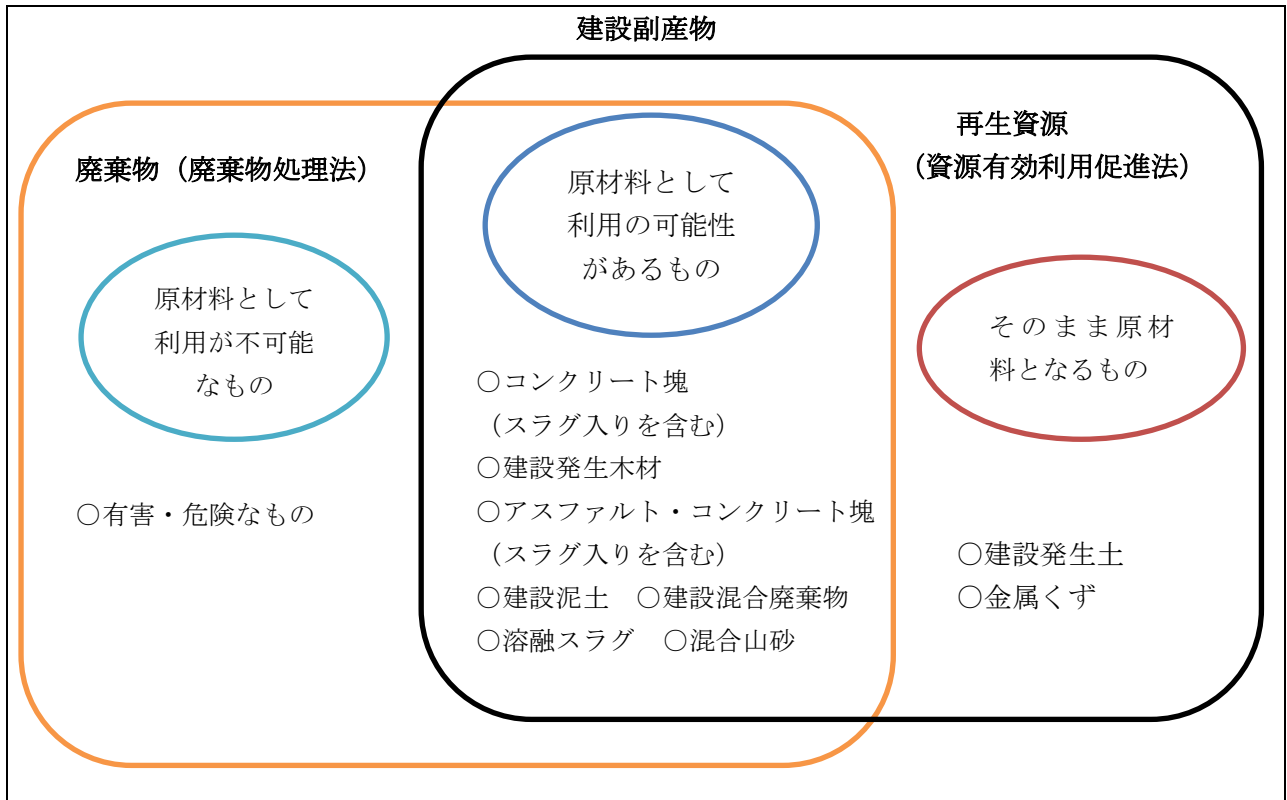 建設副産物
廃棄物（廃棄物処理法）
原材料として
利用が不可能
なもの
○有害・危険なもの
原材料として
利用の可能性
があるもの
○コンクリート塊
（スラグ入りを含む）
○建設発生木材
○アスファルト・コンクリート塊
（スラグ入りを含む）
○建設泥土　○建設混合廃棄物
○溶融スラグ　○混合山砂
再生資源
（資源有効利用促進法）
そのまま原材
料となるもの
○建設発生土
○金属くず